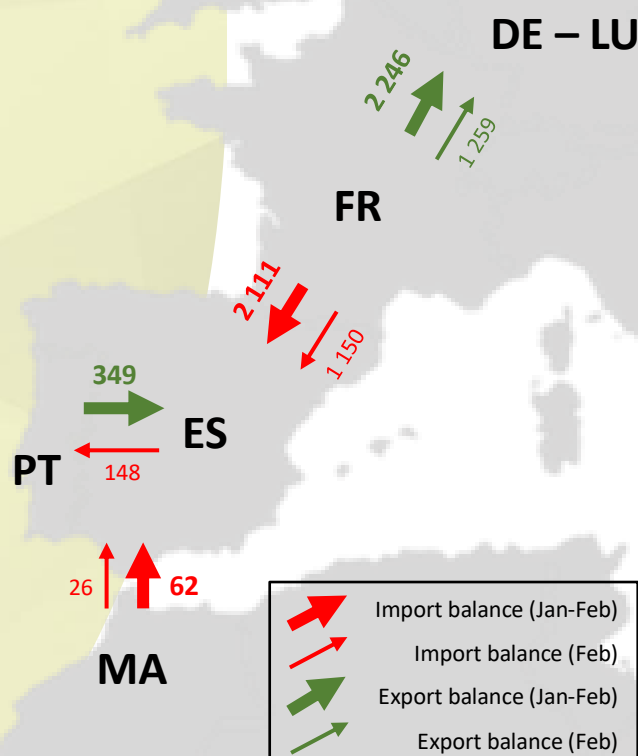 DE – LU
2 246
1 259
FR
2 111
1 150
349
ES
PT
148
26
62
MA
Import balance (Jan-Feb)
Import balance (Feb)
Export balance (Jan-Feb)
Export balance (Feb)